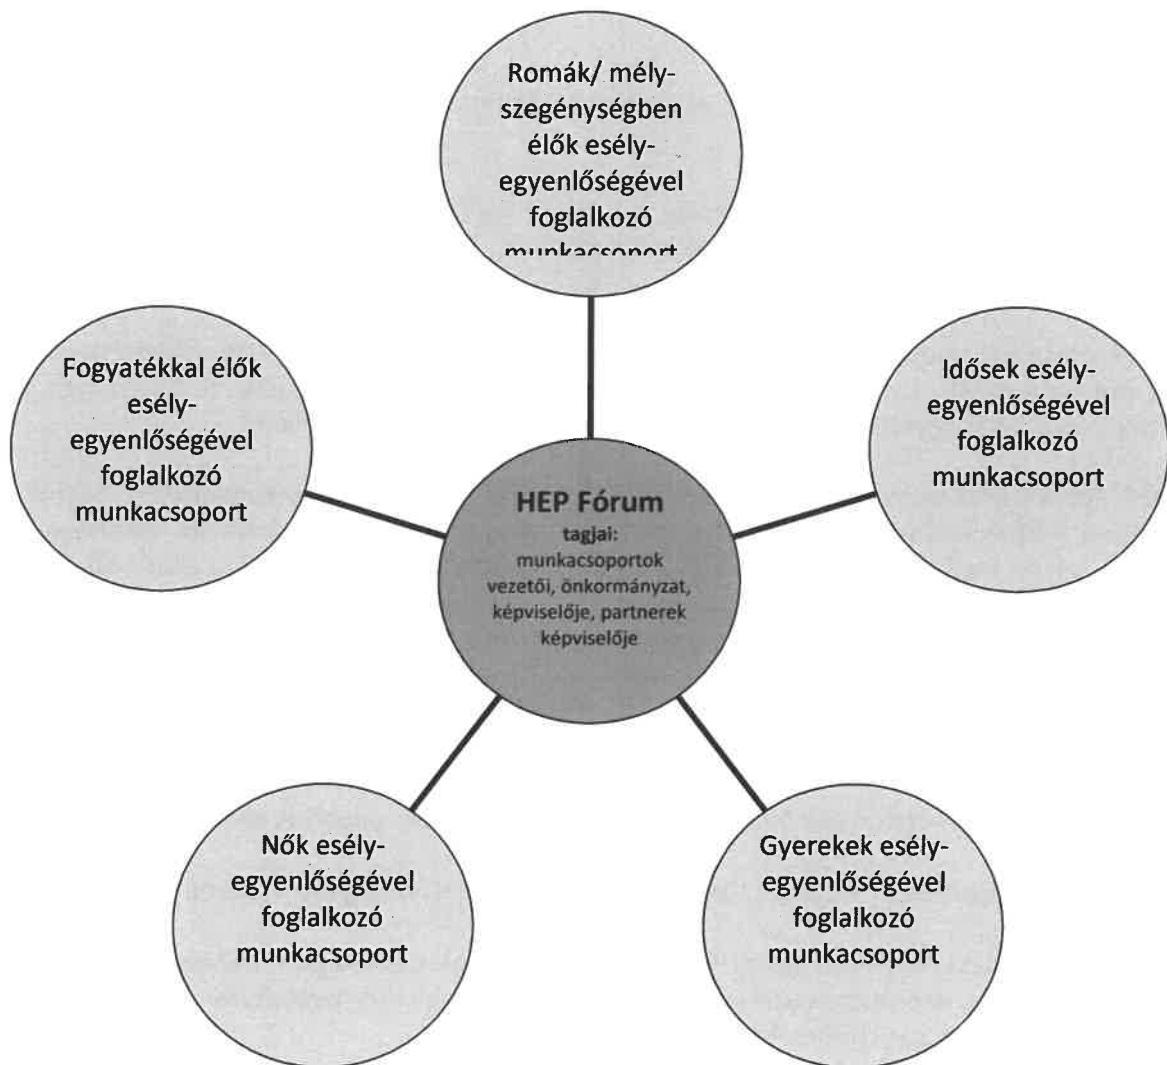 Romák/ mély-
szegénységben
élők esély-
egyenlőségével
foglalkozó
munkacsoport
Fogyatékkal élők
esély-
egyenlőségével
foglalkozó
munkacsoport
Idősek esély-
egyenlőségével
foglalkozó
munkacsoport
HEP Fórum
tagjai:
munkacsoportok
vezetői, önkormányzat,
képviselője, partnerek
képviselője
Nők esély-
egyenlőségével
foglalkozó
munkacsoport
Gyerekek esély-
egyenlőségével
foglalkozó
munkacsoport